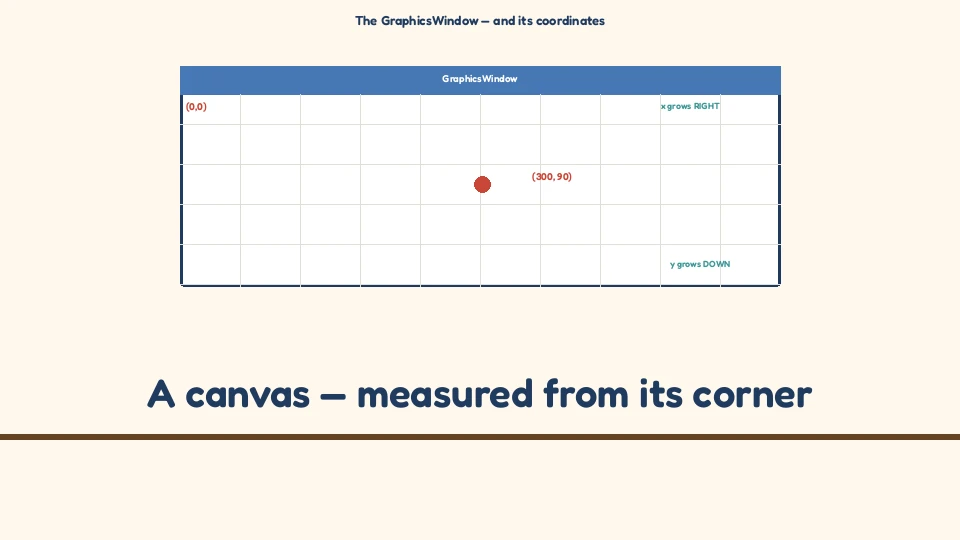 The GraphicsWindow — and its coordinates
GraphicsWindow
(0,0)
x grows RIGHT
(300, 90)
y grows DOWN
A canvas — measured from its corner